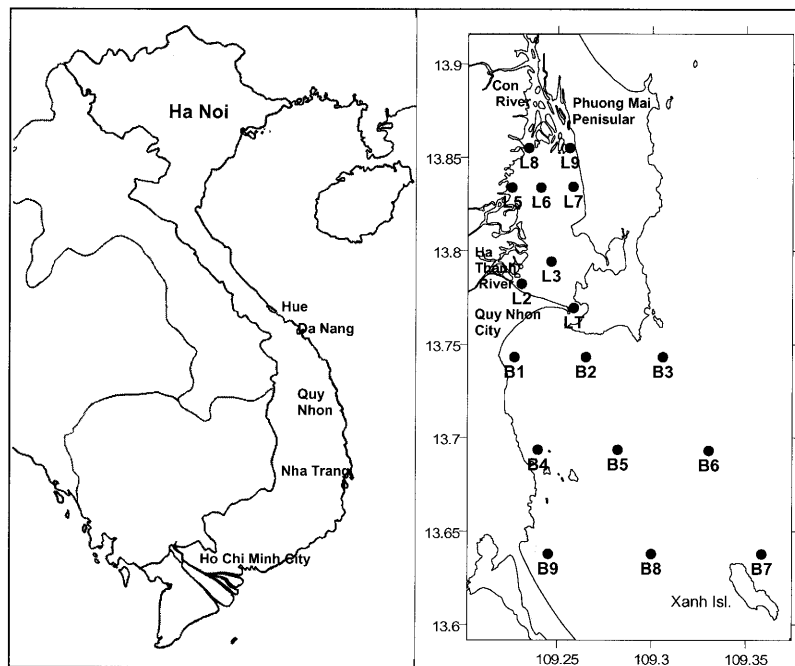 Ha Noi
Hue
Da Nang
Quy
Nhon
Nha Trang
Ho Chi Minh City
13.9
13.85
13.8
13.75
13.7
13.65
13.6
Con
River
Phuong Mai
Penisular
L8
L9
L5
L6
L7
Ha
Thanh
River
L3
L2
Quy Nhon
City
LT
B1
B2
B3
B4
B5
B6
B9
B8
B7
Xanh Isl.
109.25
109.3
109.35